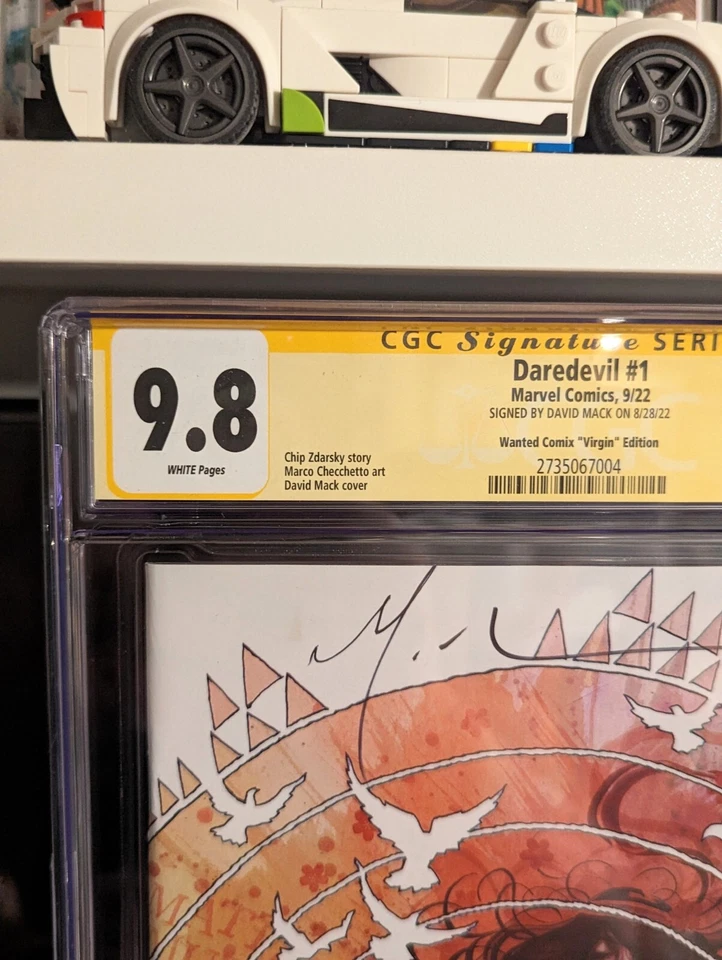 CGC Signature SERI
9.8
WHITE Pages
Daredevil #1
Marvel Comics, 9/22
SIGNED BY DAVID MACK ON 8/28/22
Wanted Comix "Virgin" Edition
2735067004
Chip Zdarsky story
Marco Checchetto art
David Mack cover